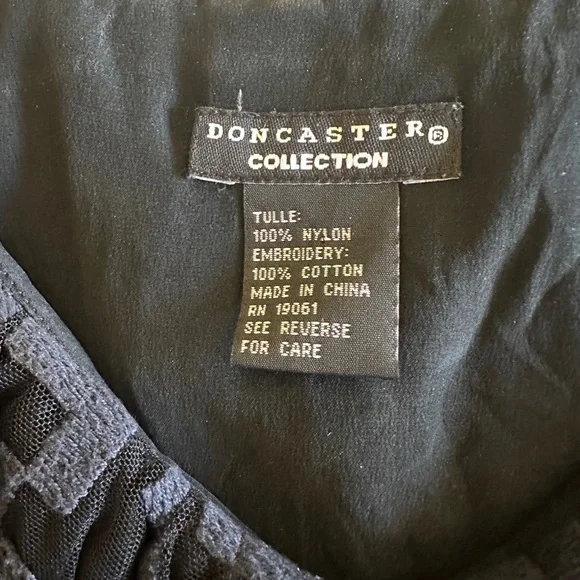 DONCASTER®
COLLECTION
TULLE:
100% NYLON
EMBROIDERY:
100% COTTON
MADE IN CHINA
RN 19061
SEE REVERSE
FOR CARE